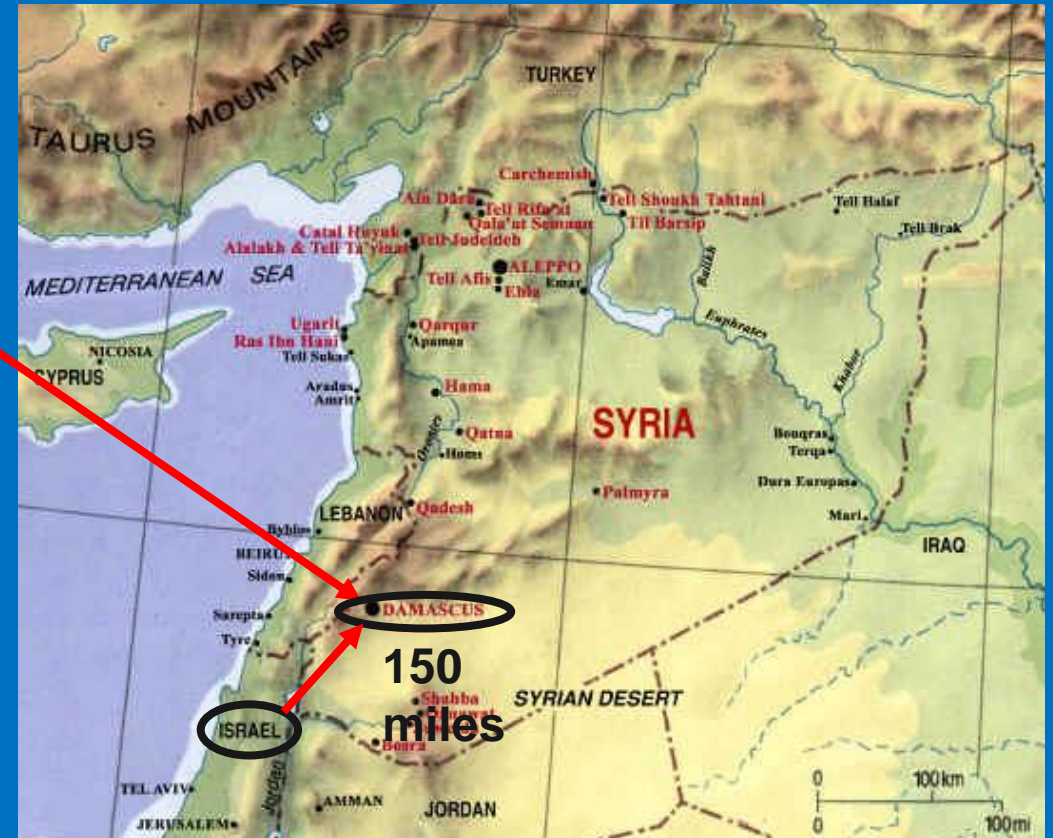 TURKEY
TAURUS MOUNTAINS
Carchemish
Ain Dara
Tell Rifa'at
Tell Shoukh Tahtani
Tell Halaf
Qala'ut Semaan
Til Barsip
Catal Huyuk
Tell Judeideh
Tell Brak
Alalakh & Tell Ta'yinat
ALEPPO
Balikh
MEDITERRANEAN SEA
Tell Afis
Emar
Ebla
Euphrates
Ugarit
Qarqur
Ras Ibn Hani
Apamea
Khabur
NICOSIA
Tell Sukas
CYPRUS
Aradus
Hama
Amrit
SYRIA
Orontes
Qatna
Bouqras
Homs
Terqa
Dura Europas
Palmyra
LEBANON
Qadesh
Mari
Byblus
IRAQ
BEIRU
Sidon
DAMASCUS
Sarepta
Tyre
150
miles
Shahba
SYRIAN DESERT
ISRAEL
Bosra
TEL AVIV
Jordan
AMMAN
JORDAN
JERUSALEM
0 100 km
0 100 mi